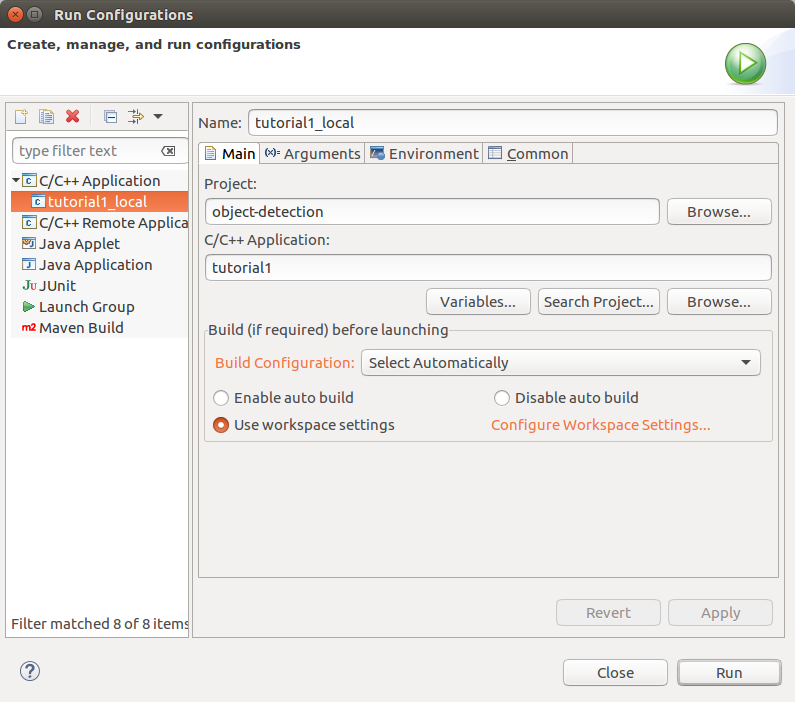 Run Configurations
Create, manage, and run configurations
Name: tutorial1_local
type filter text
Main (x)= Arguments Environment Common
C/C++ Application
tutorial1_local
C/C++ Remote Applica
Java Applet
Java Application
Ju JUnit
Launch Group
m2 Maven Build
Filter matched 8 of 8 items
Project:
object-detection Browse...
C/C++ Application:
tutorial1
Variables... Search Project... Browse...
Build (if required) before launching
Build Configuration: Select Automatically
Enable auto build Disable auto build
Use workspace settings Configure Workspace Settings...
Revert Apply
? Close Run